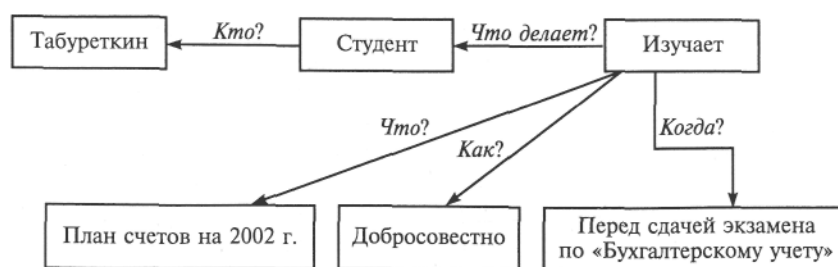 Табуреткин
Кто?
Студент
Что делает?
Изучает
Что?
Как?
Когда?
План счетов на 2002 г.
Добросовестно
Перед сдачей экзамена
по «Бухгалтерскому учету»